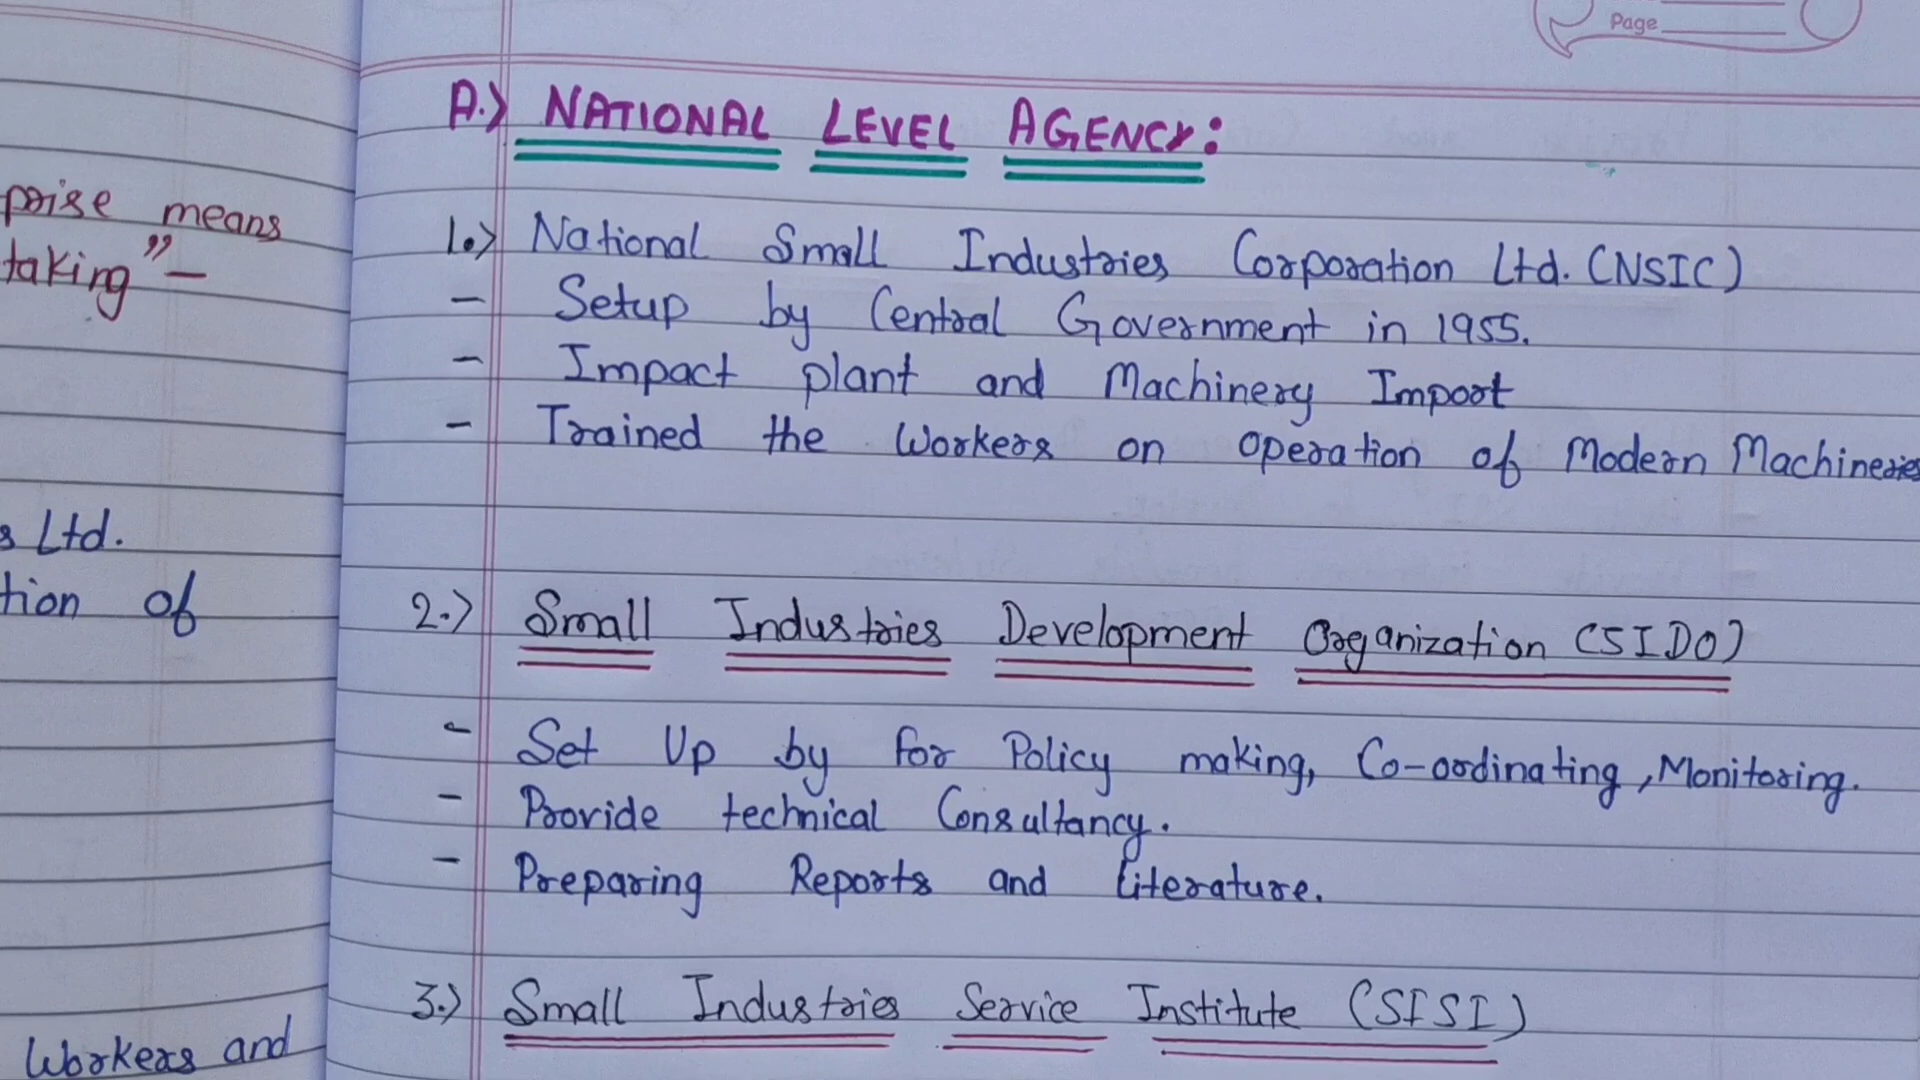 Page
prise means
taking" —
s Ltd.
tion of
Workers and
A.) NATIONAL LEVEL AGENCY:
1.) National Small Industries Corporation Ltd. (NSIC)
- Setup by Central Government in 1955.
- Impact plant and Machinery Import
- Trained the Workers on Operation of Modern Machineries
2.) Small Industries Development Organization (SIDO)
- Set Up by for Policy making, Co-ordinating, Monitoring.
- Provide technical Consultancy.
- Preparing Reports and literature.
3.) Small Industries Service Institute (SISI)